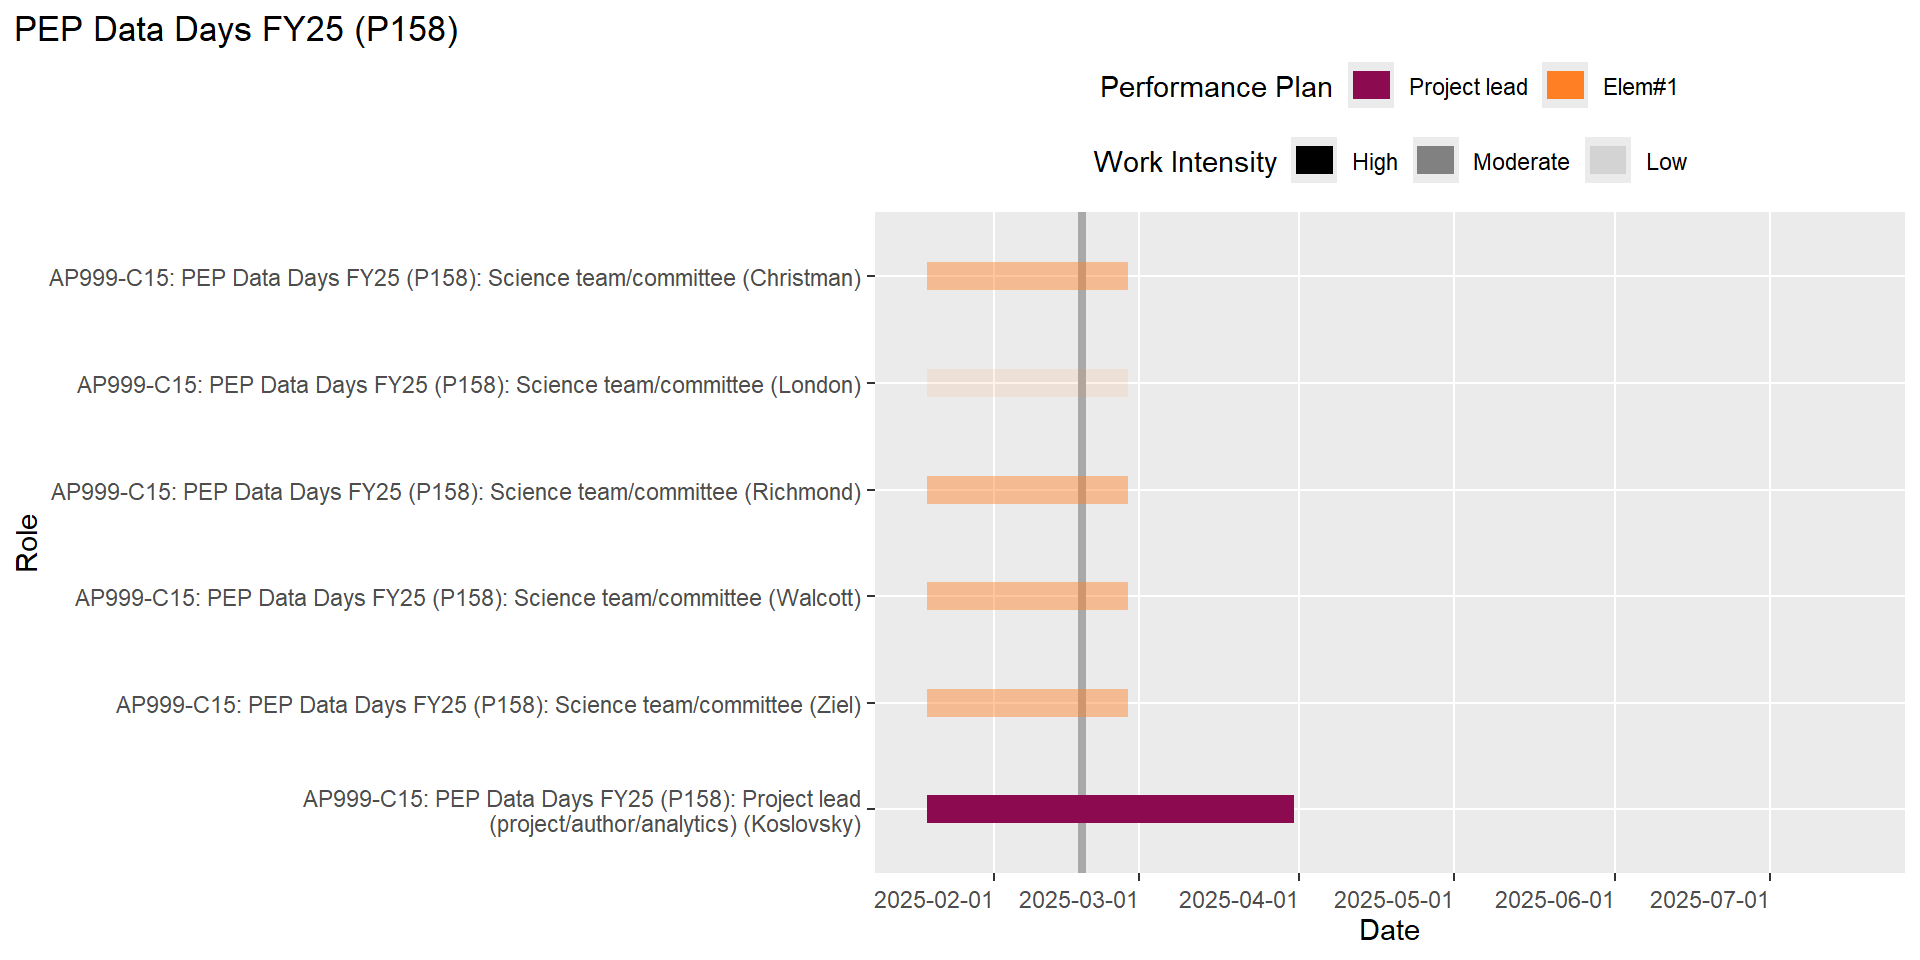 PEP Data Days FY25 (P158)
Performance Plan Project lead Elem#1
Work Intensity High Moderate Low
AP999-C15: PEP Data Days FY25 (P158): Science team/committee (Christman)
AP999-C15: PEP Data Days FY25 (P158): Science team/committee (London)
AP999-C15: PEP Data Days FY25 (P158): Science team/committee (Richmond)
Role
AP999-C15: PEP Data Days FY25 (P158): Science team/committee (Walcott)
AP999-C15: PEP Data Days FY25 (P158): Science team/committee (Ziel)
AP999-C15: PEP Data Days FY25 (P158): Project lead
(project/author/analytics) (Koslovsky)
2025-02-01 2025-03-01 2025-04-01 2025-05-01 2025-06-01 2025-07-01
Date